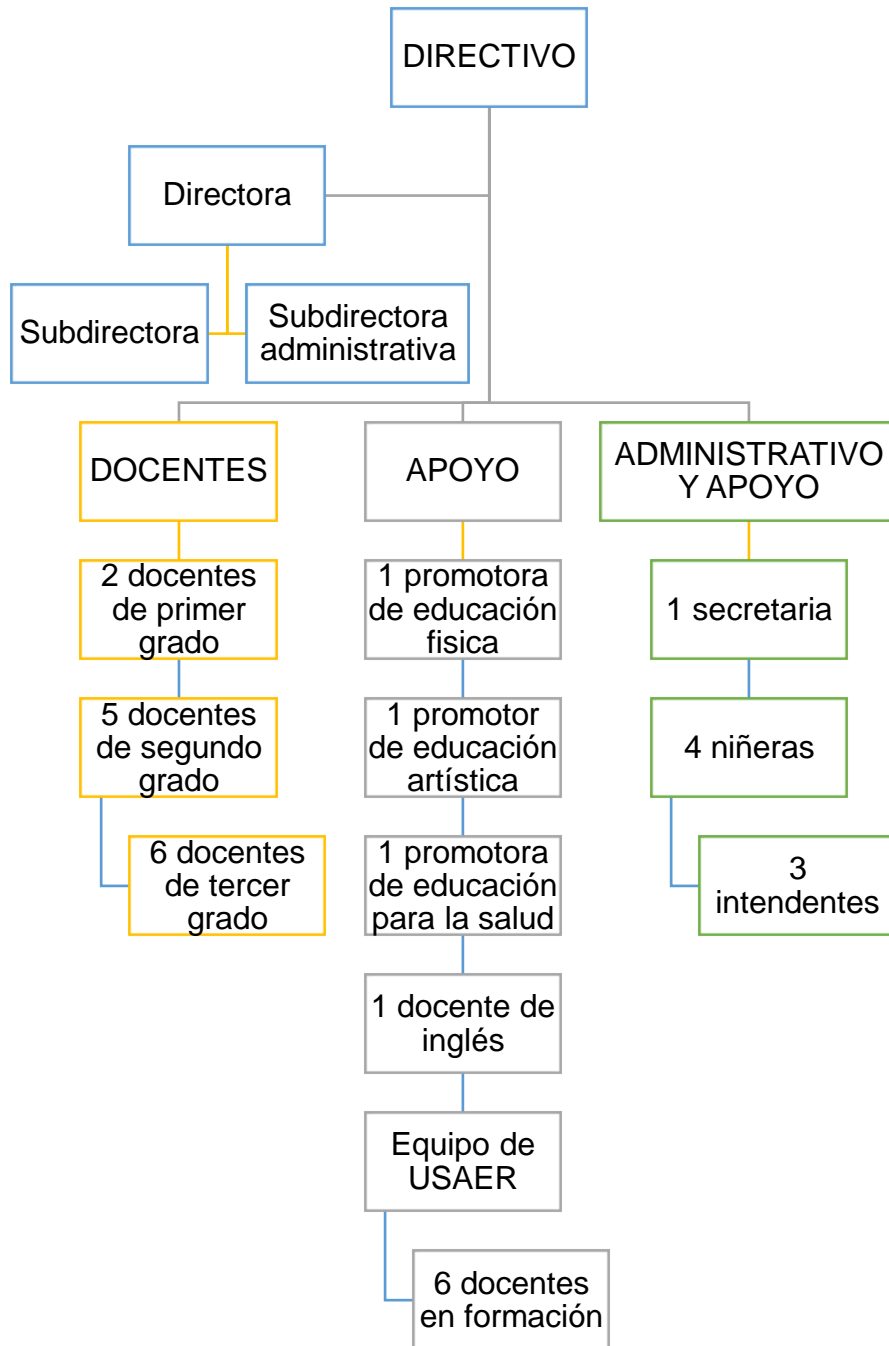 DIRECTIVO
Directora
Subdirectora
Subdirectora
administrativa
DOCENTES
2 docentes
de primer
grado
5 docentes
de segundo
grado
6 docentes
de tercer
grado
APOYO
1 promotora
de educación
fisica
1 promotor
de educación
artística
1 promotora
de educación
para la salud
1 docente de
inglés
Equipo de
USAER
6 docentes
en formación
ADMINISTRATIVO
Y APOYO
1 secretaria
4 niñeras
3
intendentes